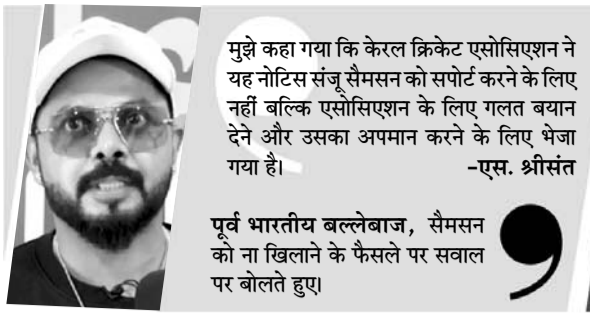 मुझे कहा गया कि केरल क्रिकेट एसोसिएशन ने
यह नोटिस संजू सैमसन को सपोर्ट करने के लिए
नहीं बल्कि एसोसिएशन के लिए गलत बयान
देने और उसका अपमान करने के लिए भेजा
गया है। -एस. श्रीसंत
पूर्व भारतीय बल्लेबाज, सैमसन
को ना खिलाने के फैसले पर सवाल
पर बोलते हुए।